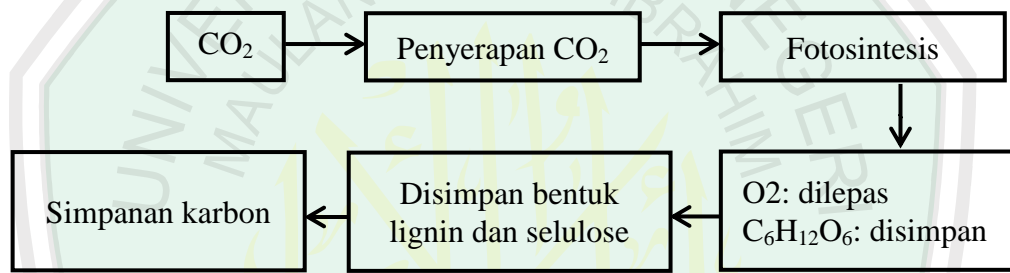 CO₂
Penyerapan CO₂
Fotosintesis
O2: dilepas
C₆H₁₂O₆: disimpan
Disimpan bentuk
lignin dan selulose
Simpanan karbon